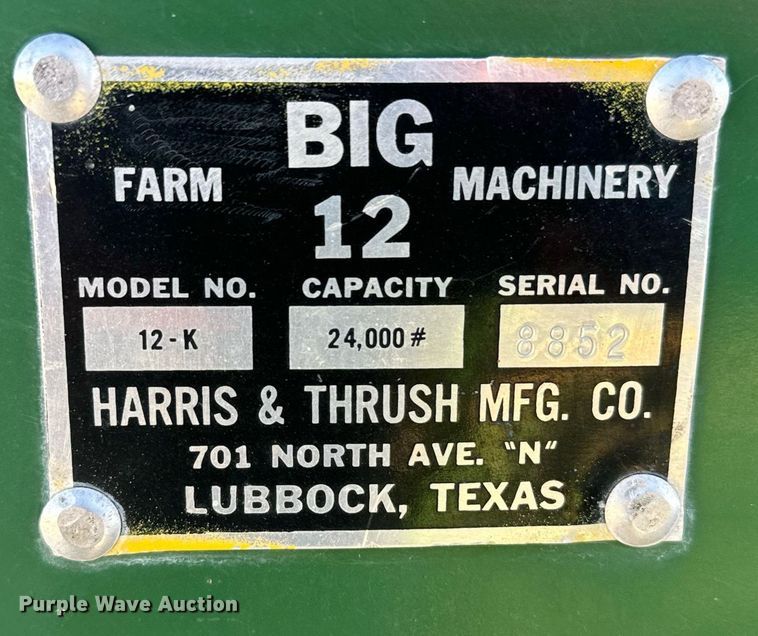 BIG
FARM MACHINERY
12
MODEL NO. CAPACITY SERIAL NO.
12-K 24,000# 8852
HARRIS & THRUSH MFG. CO.
701 NORTH AVE. "N"
LUBBOCK, TEXAS
Purple Wave Auction